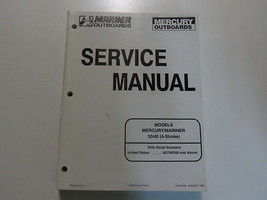 MARINER
OUTBOARDS
MERCURY
OUTBOARDS
SERVICE
MANUAL
MODELS
MERCURY/MARINER
30/40 (4-Stroke)
With Serial Numbers
United States
and Above